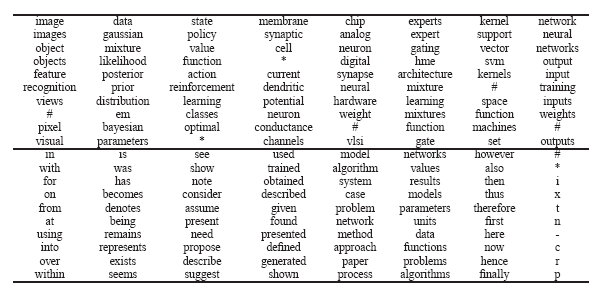 image data state membrane chip experts kernel network
images gaussian policy synaptic analog expert support neural
object mixture value cell neuron gating vector networks
objects likelihood function * digital hme svm output
feature posterior action current synapse architecture kernels input
recognition prior reinforcement dendritic neural mixture # training
views distribution learning potential hardware learning space inputs
# em classes neuron weight mixtures function weights
pixel bayesian optimal conductance # function machines #
visual parameters * channels vlsi gate set outputs
in is see used model networks however #
with was show trained algorithm values also *
for has note obtained system results then i
on becomes consider described case models thus x
from denotes assume given problem parameters therefore t
at being present found network units first n
using remains need presented method data here -
into represents propose defined approach functions now c
over exists describe generated paper problems hence r
within seems suggest shown process algorithms finally p